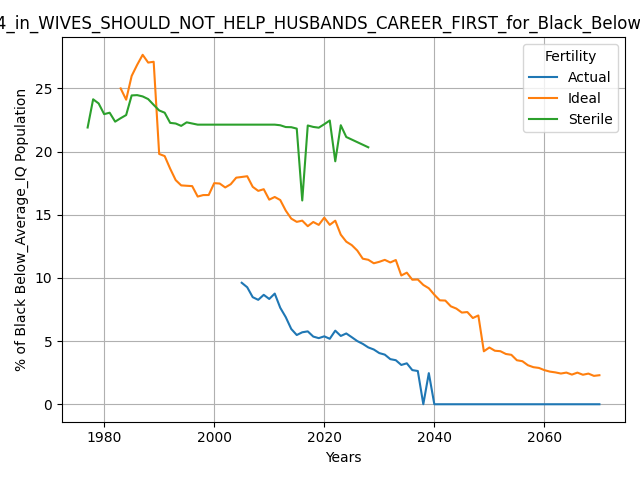 4_in_WIVES_SHOULD_NOT_HELP_HUSBANDS_CAREER_FIRST_for_Black_Below
% of Black Below_Average_IQ Population
25
20
15
10
5
0
1980
2000
2020
2040
2060
Years
Fertility
Actual
Ideal
Sterile